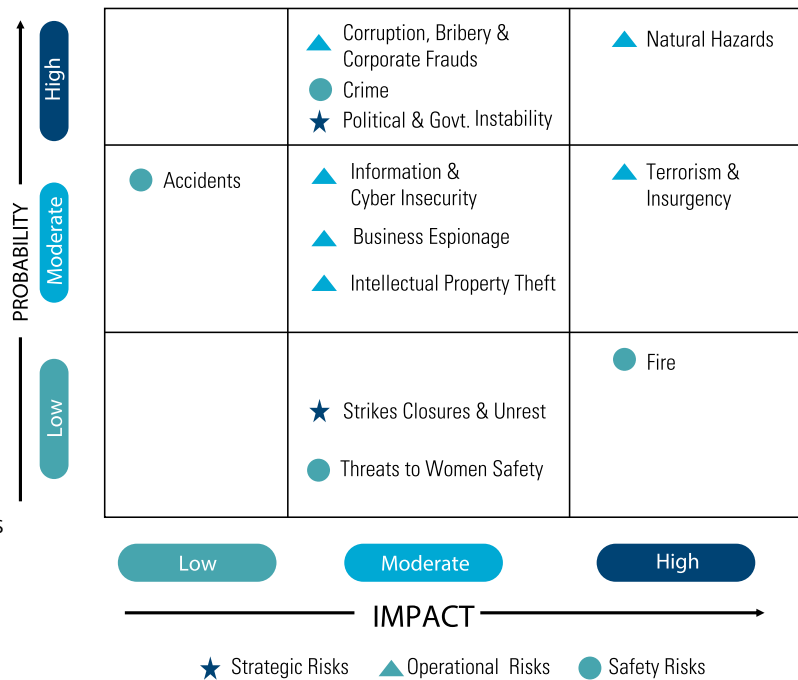 High
Corruption, Bribery &
Corporate Frauds
Crime
Political & Govt. Instability
Natural Hazards
PROBABILITY
Moderate
Accidents
Information &
Cyber Insecurity
Business Espionage
Intellectual Property Theft
Terrorism &
Insurgency
Low
Strikes Closures & Unrest
Threats to Women Safety
Fire
s
Low
Moderate
High
IMPACT
Strategic Risks
Operational Risks
Safety Risks